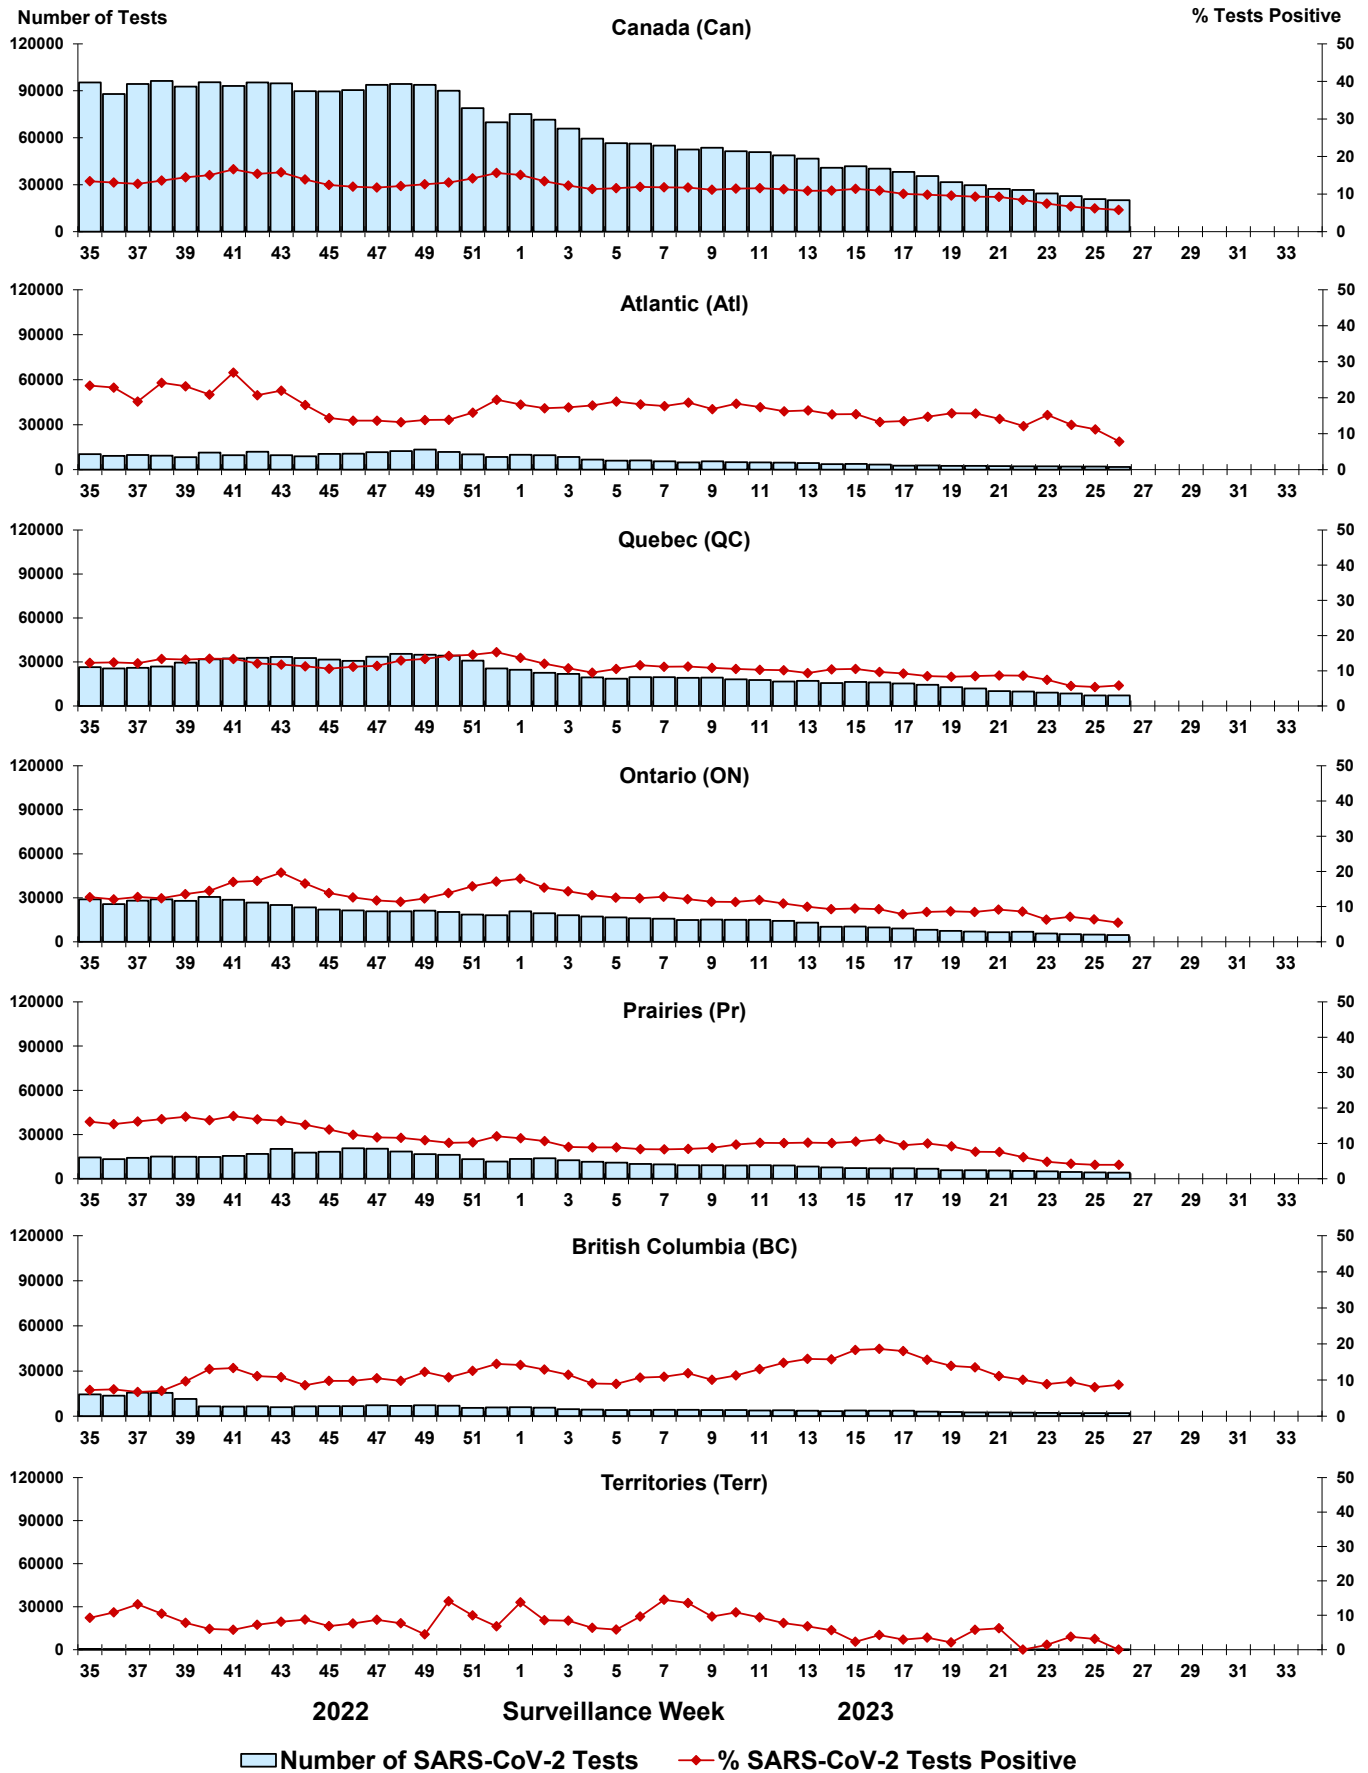 Number of Tests
% Tests Positive
Canada (Can)
120000 90000 60000 30000 0
50 40 30 20 10 0
35 37 39 41 43 45 47 49 51 1 3 5 7 9 11 13 15 17 19 21 23 25 27 29 31 33
Atlantic (Atl)
120000 90000 60000 30000 0
50 40 30 20 10 0
35 37 39 41 43 45 47 49 51 1 3 5 7 9 11 13 15 17 19 21 23 25 27 29 31 33
Quebec (QC)
120000 90000 60000 30000 0
50 40 30 20 10 0
35 37 39 41 43 45 47 49 51 1 3 5 7 9 11 13 15 17 19 21 23 25 27 29 31 33
Ontario (ON)
120000 90000 60000 30000 0
50 40 30 20 10 0
35 37 39 41 43 45 47 49 51 1 3 5 7 9 11 13 15 17 19 21 23 25 27 29 31 33
Prairies (Pr)
120000 90000 60000 30000 0
50 40 30 20 10 0
35 37 39 41 43 45 47 49 51 1 3 5 7 9 11 13 15 17 19 21 23 25 27 29 31 33
British Columbia (BC)
120000 90000 60000 30000 0
50 40 30 20 10 0
35 37 39 41 43 45 47 49 51 1 3 5 7 9 11 13 15 17 19 21 23 25 27 29 31 33
Territories (Terr)
120000 90000 60000 30000 0
50 40 30 20 10 0
35 37 39 41 43 45 47 49 51 1 3 5 7 9 11 13 15 17 19 21 23 25 27 29 31 33
2022 Surveillance Week 2023
Number of SARS-CoV-2 Tests % SARS-CoV-2 Tests Positive